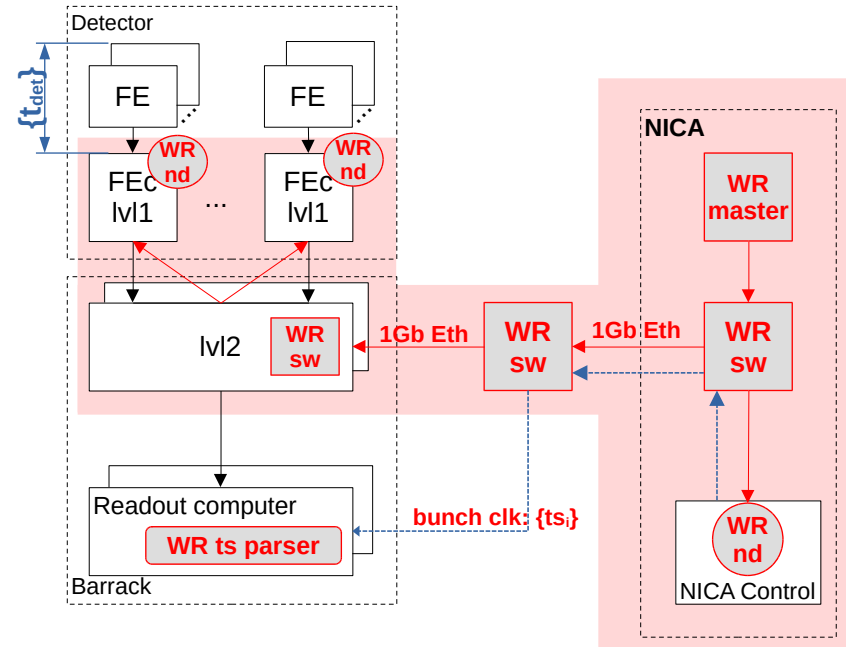 Detector
{t_det}
FE
FE
WR
nd
WR
nd
FEc
lvl1
...
FEc
lvl1
NICA
WR
master
lvl2
WR
sw
1Gb Eth
WR
sw
1Gb Eth
WR
sw
Readout computer
WR ts parser
bunch clk: {tsᵢ}
Barrack
WR
nd
NICA Control